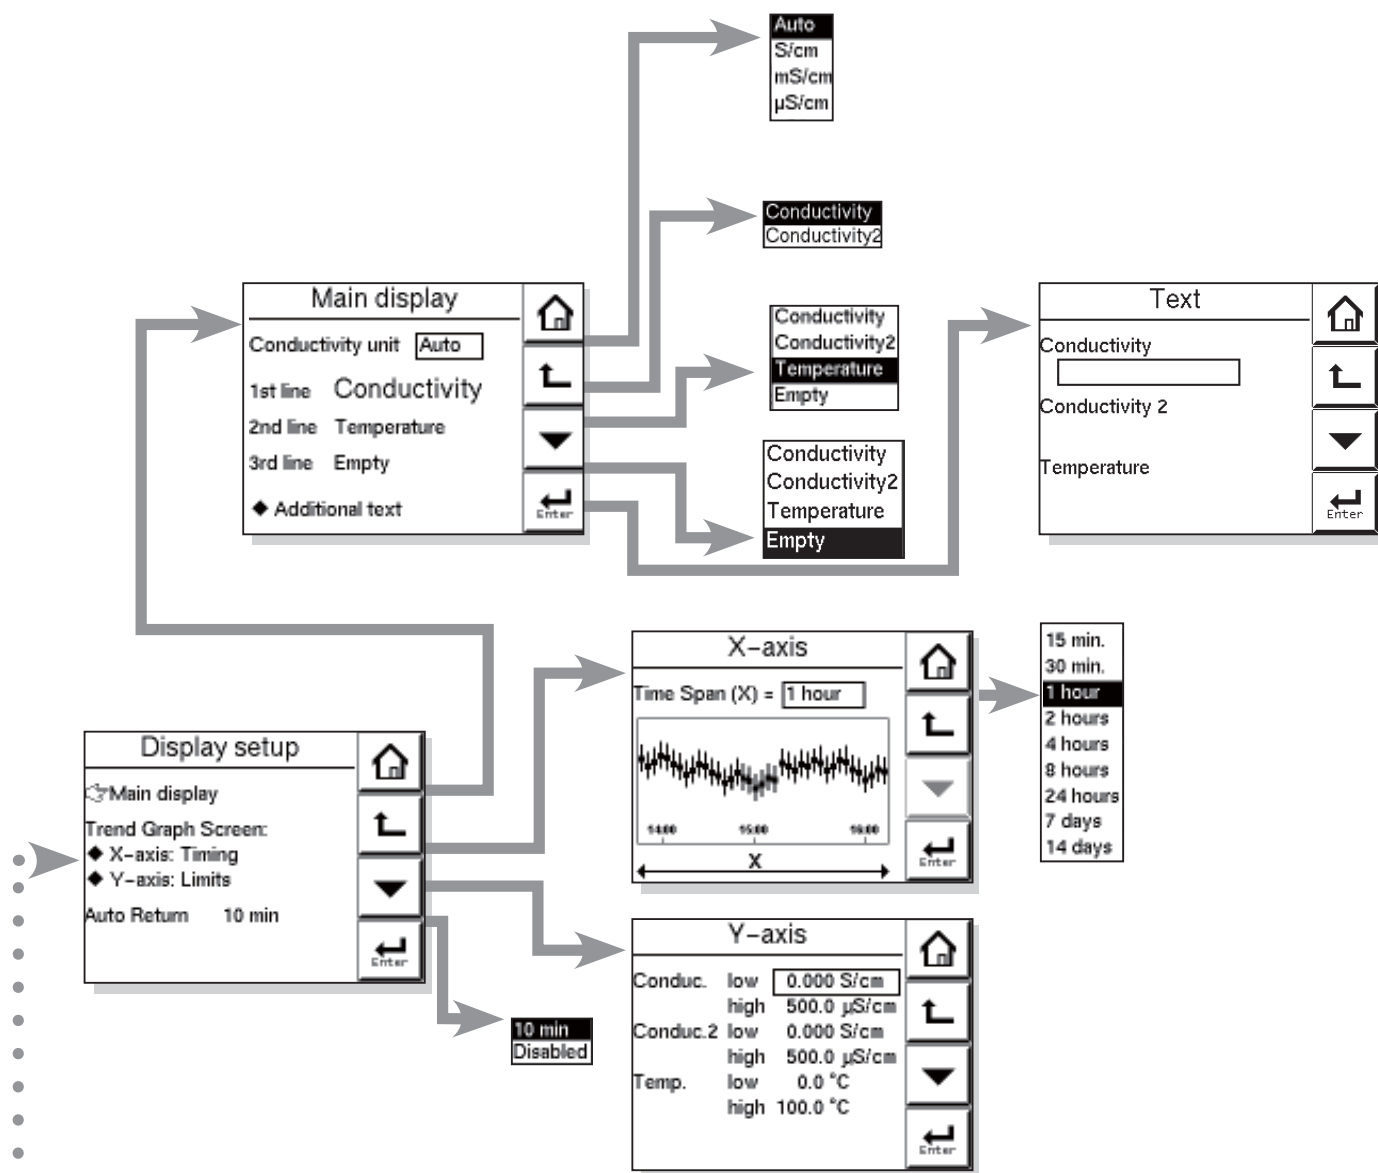 Auto
S/cm
mS/cm
µS/cm
Conductivity
Conductivity2
Main display
Conductivity unit Auto
1st line Conductivity
2nd line Temperature
3rd line Empty
◆ Additional text
Enter
Conductivity
Conductivity2
Temperature
Empty
Conductivity
Conductivity2
Temperature
Empty
Text
Conductivity
Conductivity 2
Temperature
Enter
Display setup
Main display
Trend Graph Screen:
◆ X-axis: Timing
◆ Y-axis: Limits
Auto Return 10 min
Enter
X-axis
Time Span (X) = 1 hour
14:00 15:00 16:00
X
Enter
15 min.
30 min.
1 hour
2 hours
4 hours
8 hours
24 hours
7 days
14 days
10 min
Disabled
Y-axis
Conduc. low 0.000 S/cm
high 500.0 µS/cm
Conduc.2 low 0.000 S/cm
high 500.0 µS/cm
Temp. low 0.0 °C
high 100.0 °C
Enter